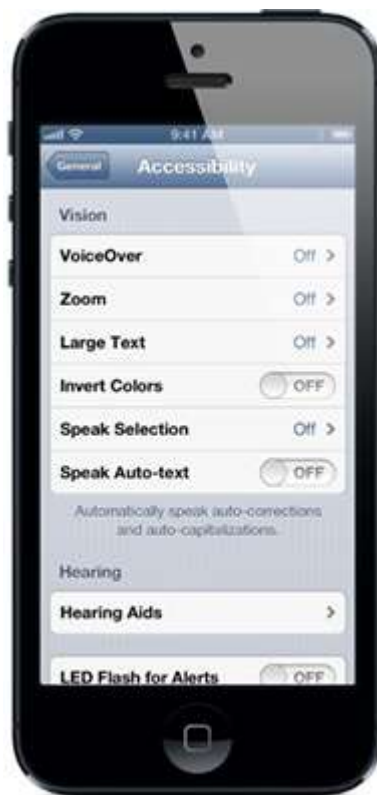 9:41 AM
General
Accessibility
Vision
VoiceOver
Off
Zoom
Off
Large Text
Off
Invert Colors
OFF
Speak Selection
Off
Speak Auto-text
OFF
Automatically speak auto-corrections
and auto-capitalizations.
Hearing
Hearing Aids
LED Flash for Alerts
OFF